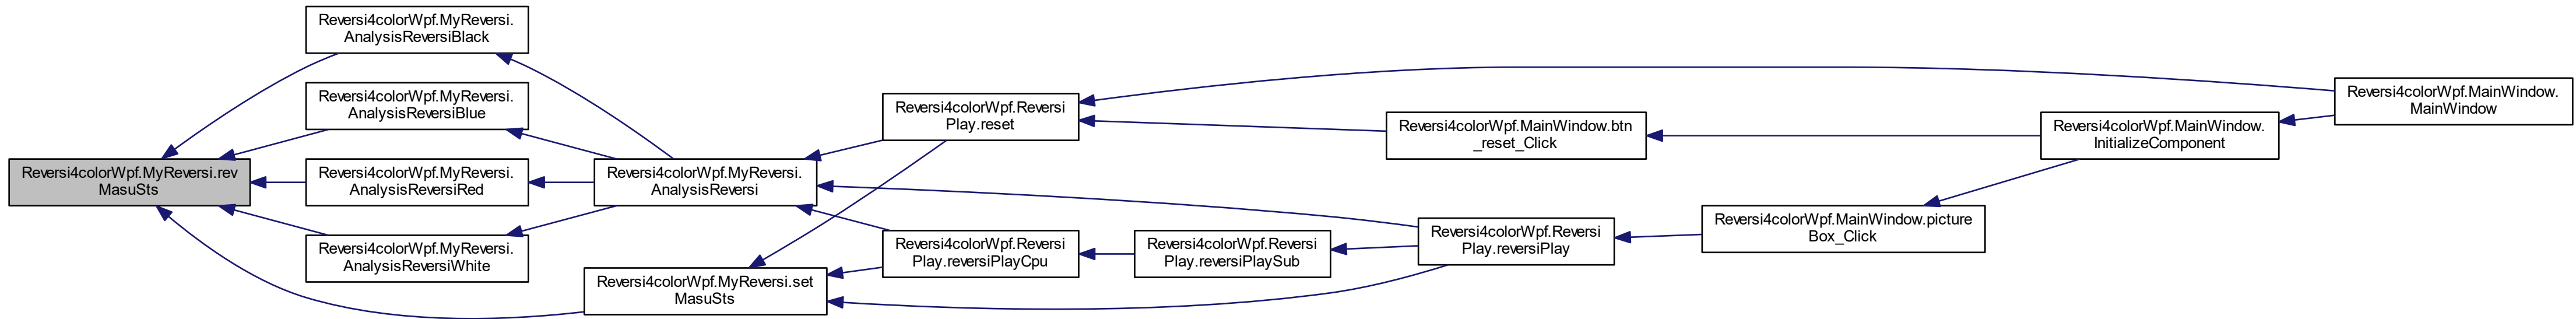 Reversi4colorWpf.MyReversi.rev
MasuSts
Reversi4colorWpf.MyReversi.
AnalysisReversiBlack
Reversi4colorWpf.MyReversi.
AnalysisReversiBlue
Reversi4colorWpf.MyReversi.
AnalysisReversiRed
Reversi4colorWpf.MyReversi.
AnalysisReversiWhite
Reversi4colorWpf.MyReversi.
AnalysisReversi
Reversi4colorWpf.MyReversi.set
MasuSts
Reversi4colorWpf.Reversi
Play.reset
Reversi4colorWpf.Reversi
Play.reversiPlayCpu
Reversi4colorWpf.Reversi
Play.reversiPlaySub
Reversi4colorWpf.MainWindow.btn
_reset_Click
Reversi4colorWpf.Reversi
Play.reversiPlay
Reversi4colorWpf.MainWindow.picture
Box_Click
Reversi4colorWpf.MainWindow.
InitializeComponent
Reversi4colorWpf.MainWindow.
MainWindow